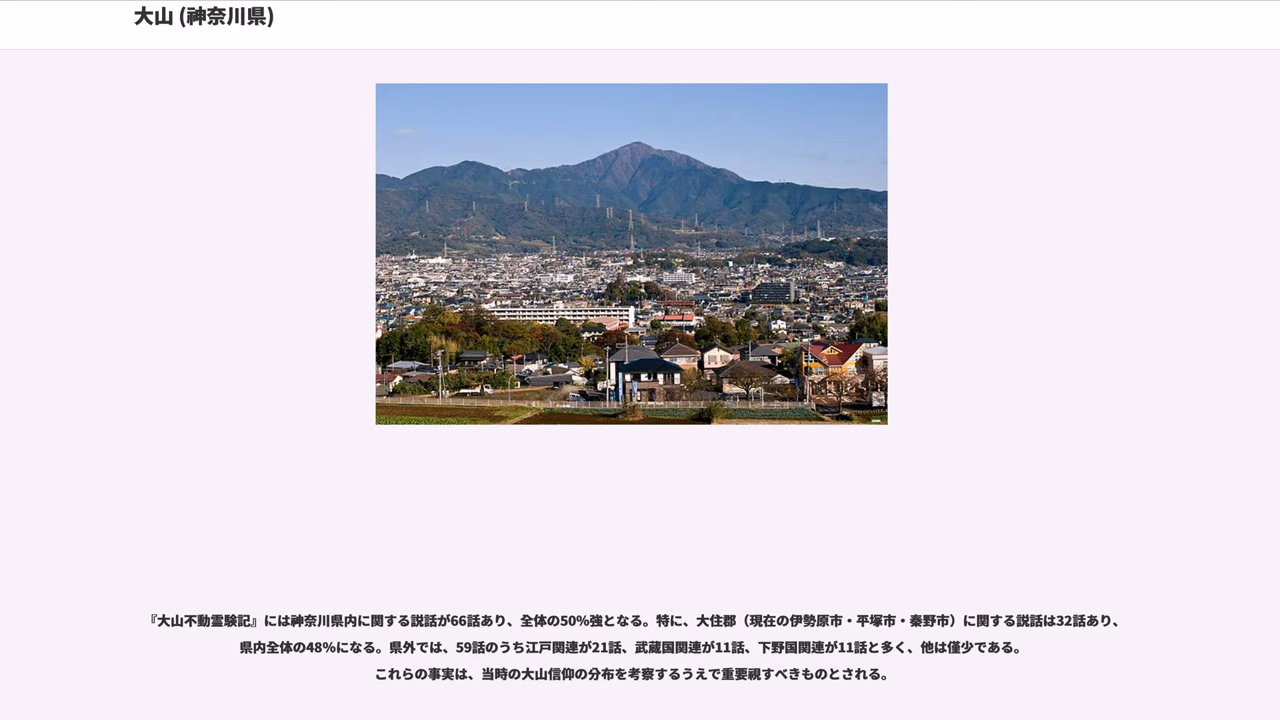 大山 (神奈川県)
『大山不動霊験記』には神奈川県内に関する説話が66話あり、全体の50%強となる。特に、大住郡（現在の伊勢原市・平塚市・秦野市）に関する説話は32話あり、
県内全体の48%になる。県外では、59話のうち江戸関連が21話、武蔵国関連が11話、下野国関連が11話と多く、他は僅少である。
これらの事実は、当時の大山信仰の分布を考察するうえで重要視すべきものとされる。